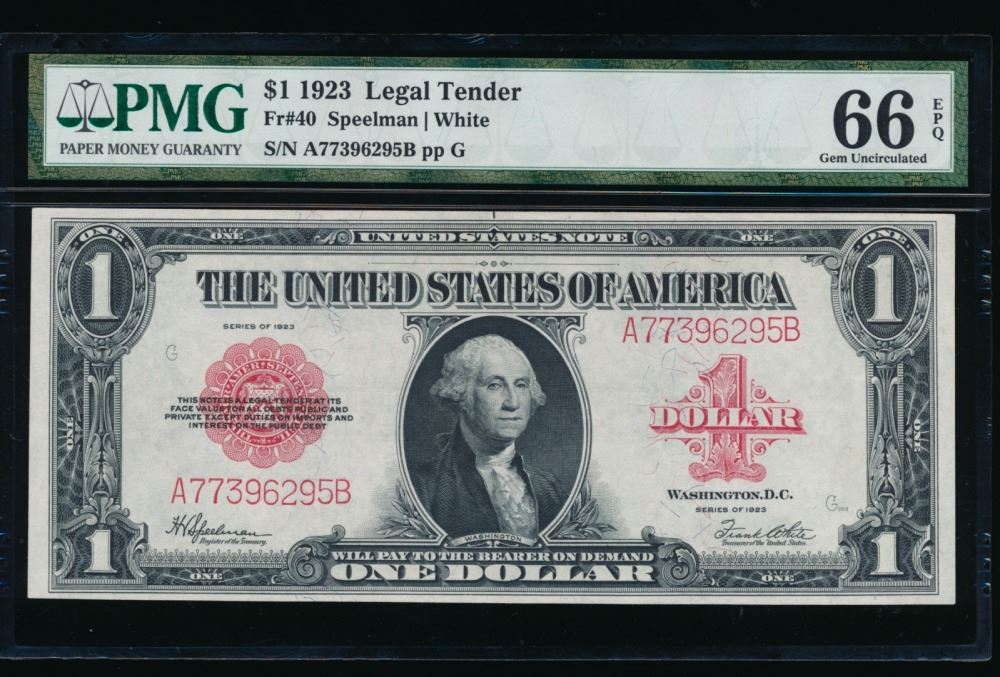 PMG
PAPER MONEY GUARANTY
$1 1923 Legal Tender
Fr#40 Speelman | White
S/N A77396295B pp G
66 EPQ
Gem Uncirculated
ONE UNITED STATES NOTE ONE
ONE ONE
1 1
THE UNITED STATES OF AMERICA
SERIES OF 1923
A77396295B
G
THIS NOTE IS A LEGAL TENDER AT ITS
FACE VALUE FOR ALL DEBTS PUBLIC AND
PRIVATE EXCEPT DUTIES ON IMPORTS AND
INTEREST ON THE PUBLIC DEBT
1
DOLLAR
ONE ONE
A77396295B
WASHINGTON, D.C.
SERIES OF 1923
G
H V Speelman
Register of the Treasury.
Frank White
Treasurer of the United States.
WASHINGTON
WILL PAY TO THE BEARER ON DEMAND
ONE DOLLAR
1 1
ONE ONE